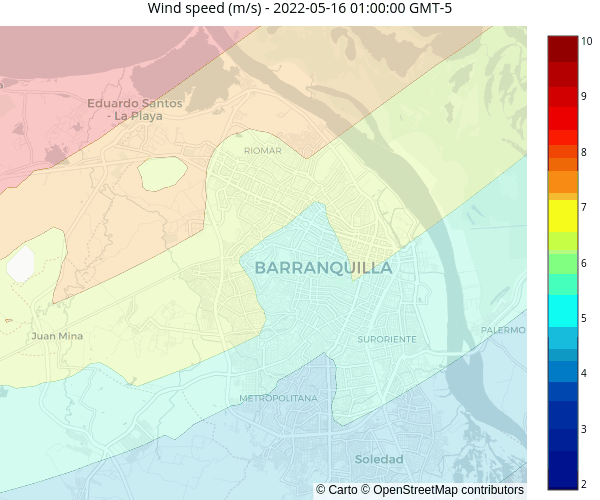 Wind speed (m/s) - 2022-05-16 01:00:00 GMT-5
10
Eduardo Santos
- La Playa
9
RIOMAR
8
7
BARRANQUILLA
6
5
PALERMO
Juan Mina
SURORIENTE
4
METROPOLITANA
3
Soledad
2
© Carto © OpenStreetMap contributors